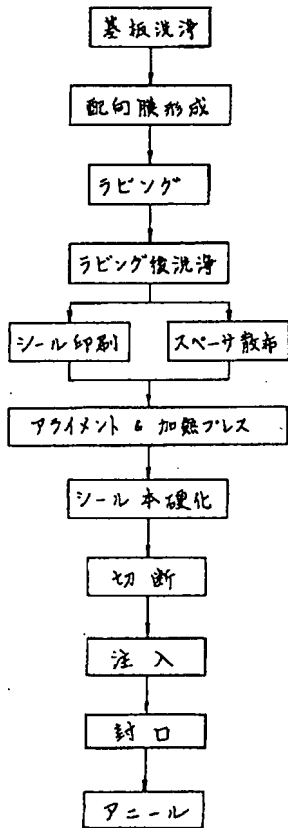 基板洗浄
配向膜形成
ラビング
ラビング後洗浄
シール印刷
スペーサ散布
アライメント & 加熱プレス
シール本硬化
切断
注入
封口
アニール